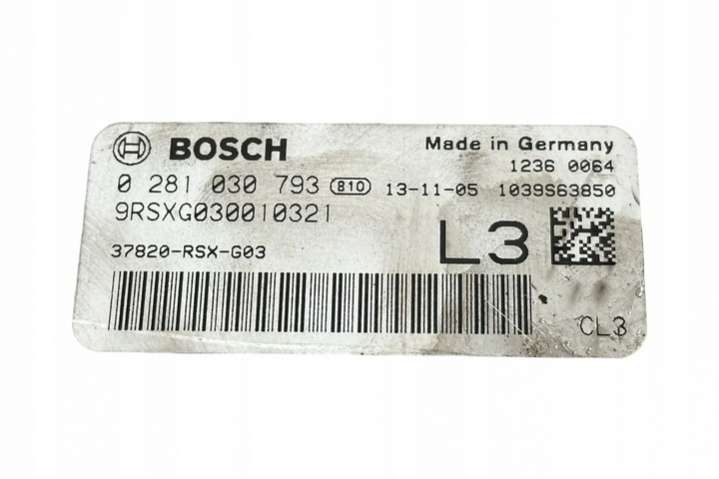 BOSCH
Made in Germany
1236 0064
0 281 030 793 810 13-11-05 1039S63850
9RSXG030010321
37820-RSX-G03
L3
CL3